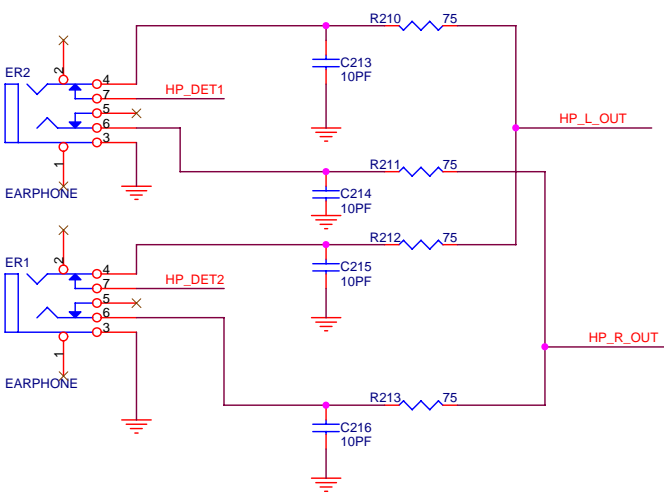 R210 75
C213
10PF
ER2
2
4
7
5
6
3
HP_DET1
1
EARPHONE
HP_L_OUT
R211 75
C214
10PF
R212 75
C215
10PF
ER1
2
4
7
5
6
3
HP_DET2
1
EARPHONE
HP_R_OUT
R213 75
C216
10PF